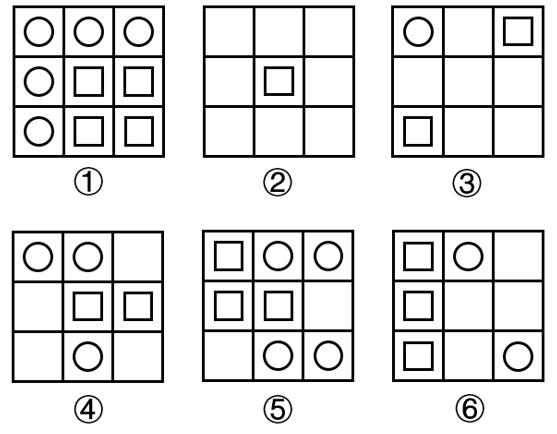 ① ② ③
④ ⑤ ⑥